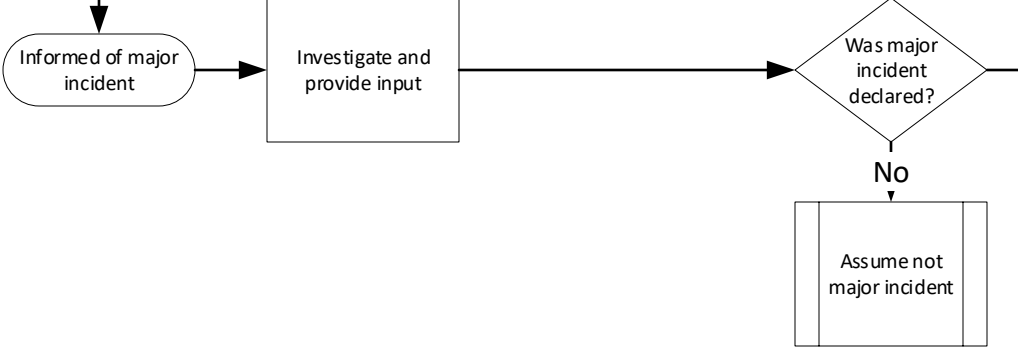 Informed of major
incident
Investigate and
provide input
Was major
incident
declared?
No
Assume not
major incident